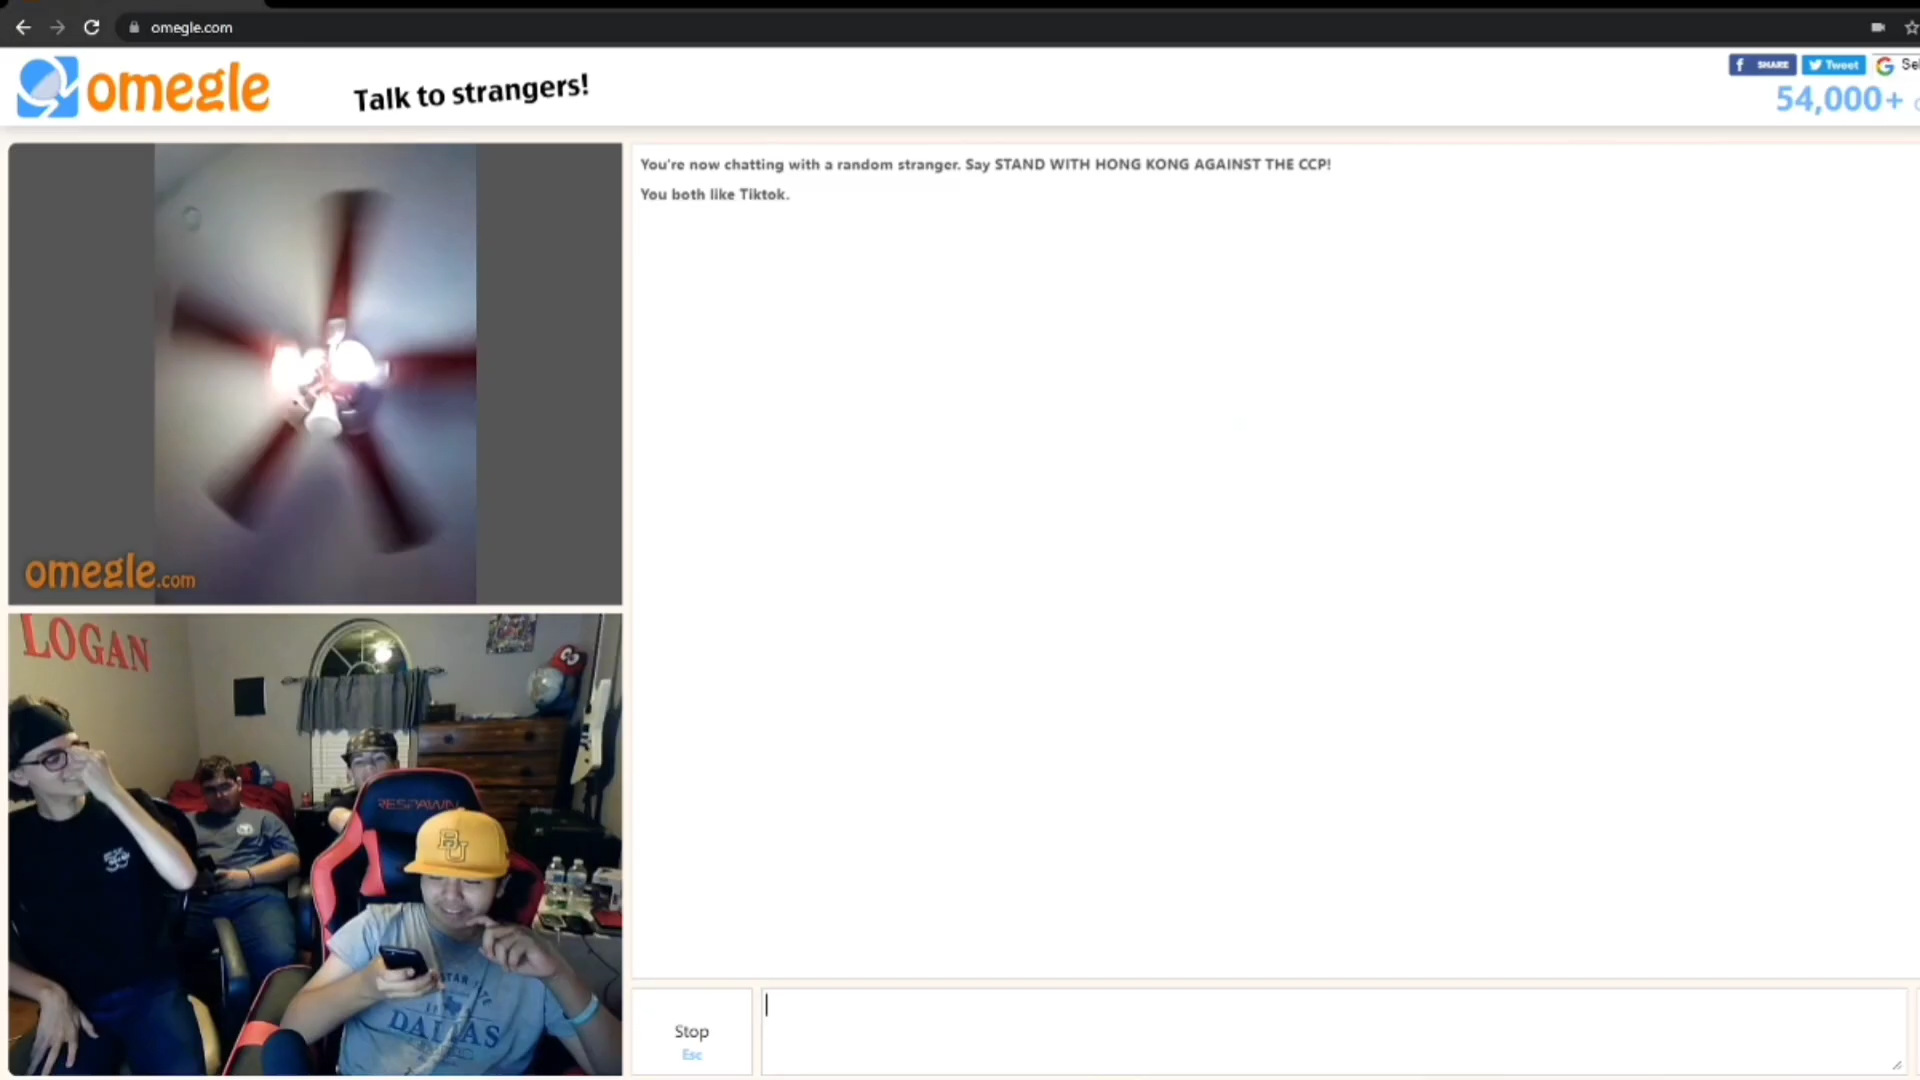 omegle.com
omegle
Talk to strangers!
SHARE
Tweet
54,000+
You're now chatting with a random stranger. Say STAND WITH HONG KONG AGAINST THE CCP!
You both like Tiktok.
omegle.com
LOGAN
RESPAWN
BU
DALLAS
Stop
Esc